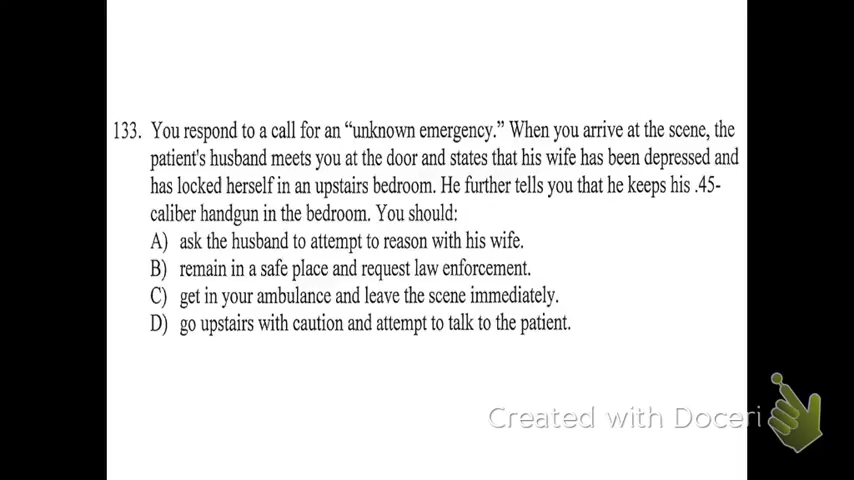 133. You respond to a call for an “unknown emergency.” When you arrive at the scene, the
patient's husband meets you at the door and states that his wife has been depressed and
has locked herself in an upstairs bedroom. He further tells you that he keeps his .45-
caliber handgun in the bedroom. You should:
A) ask the husband to attempt to reason with his wife.
B) remain in a safe place and request law enforcement.
C) get in your ambulance and leave the scene immediately.
D) go upstairs with caution and attempt to talk to the patient.
Created with Doceri